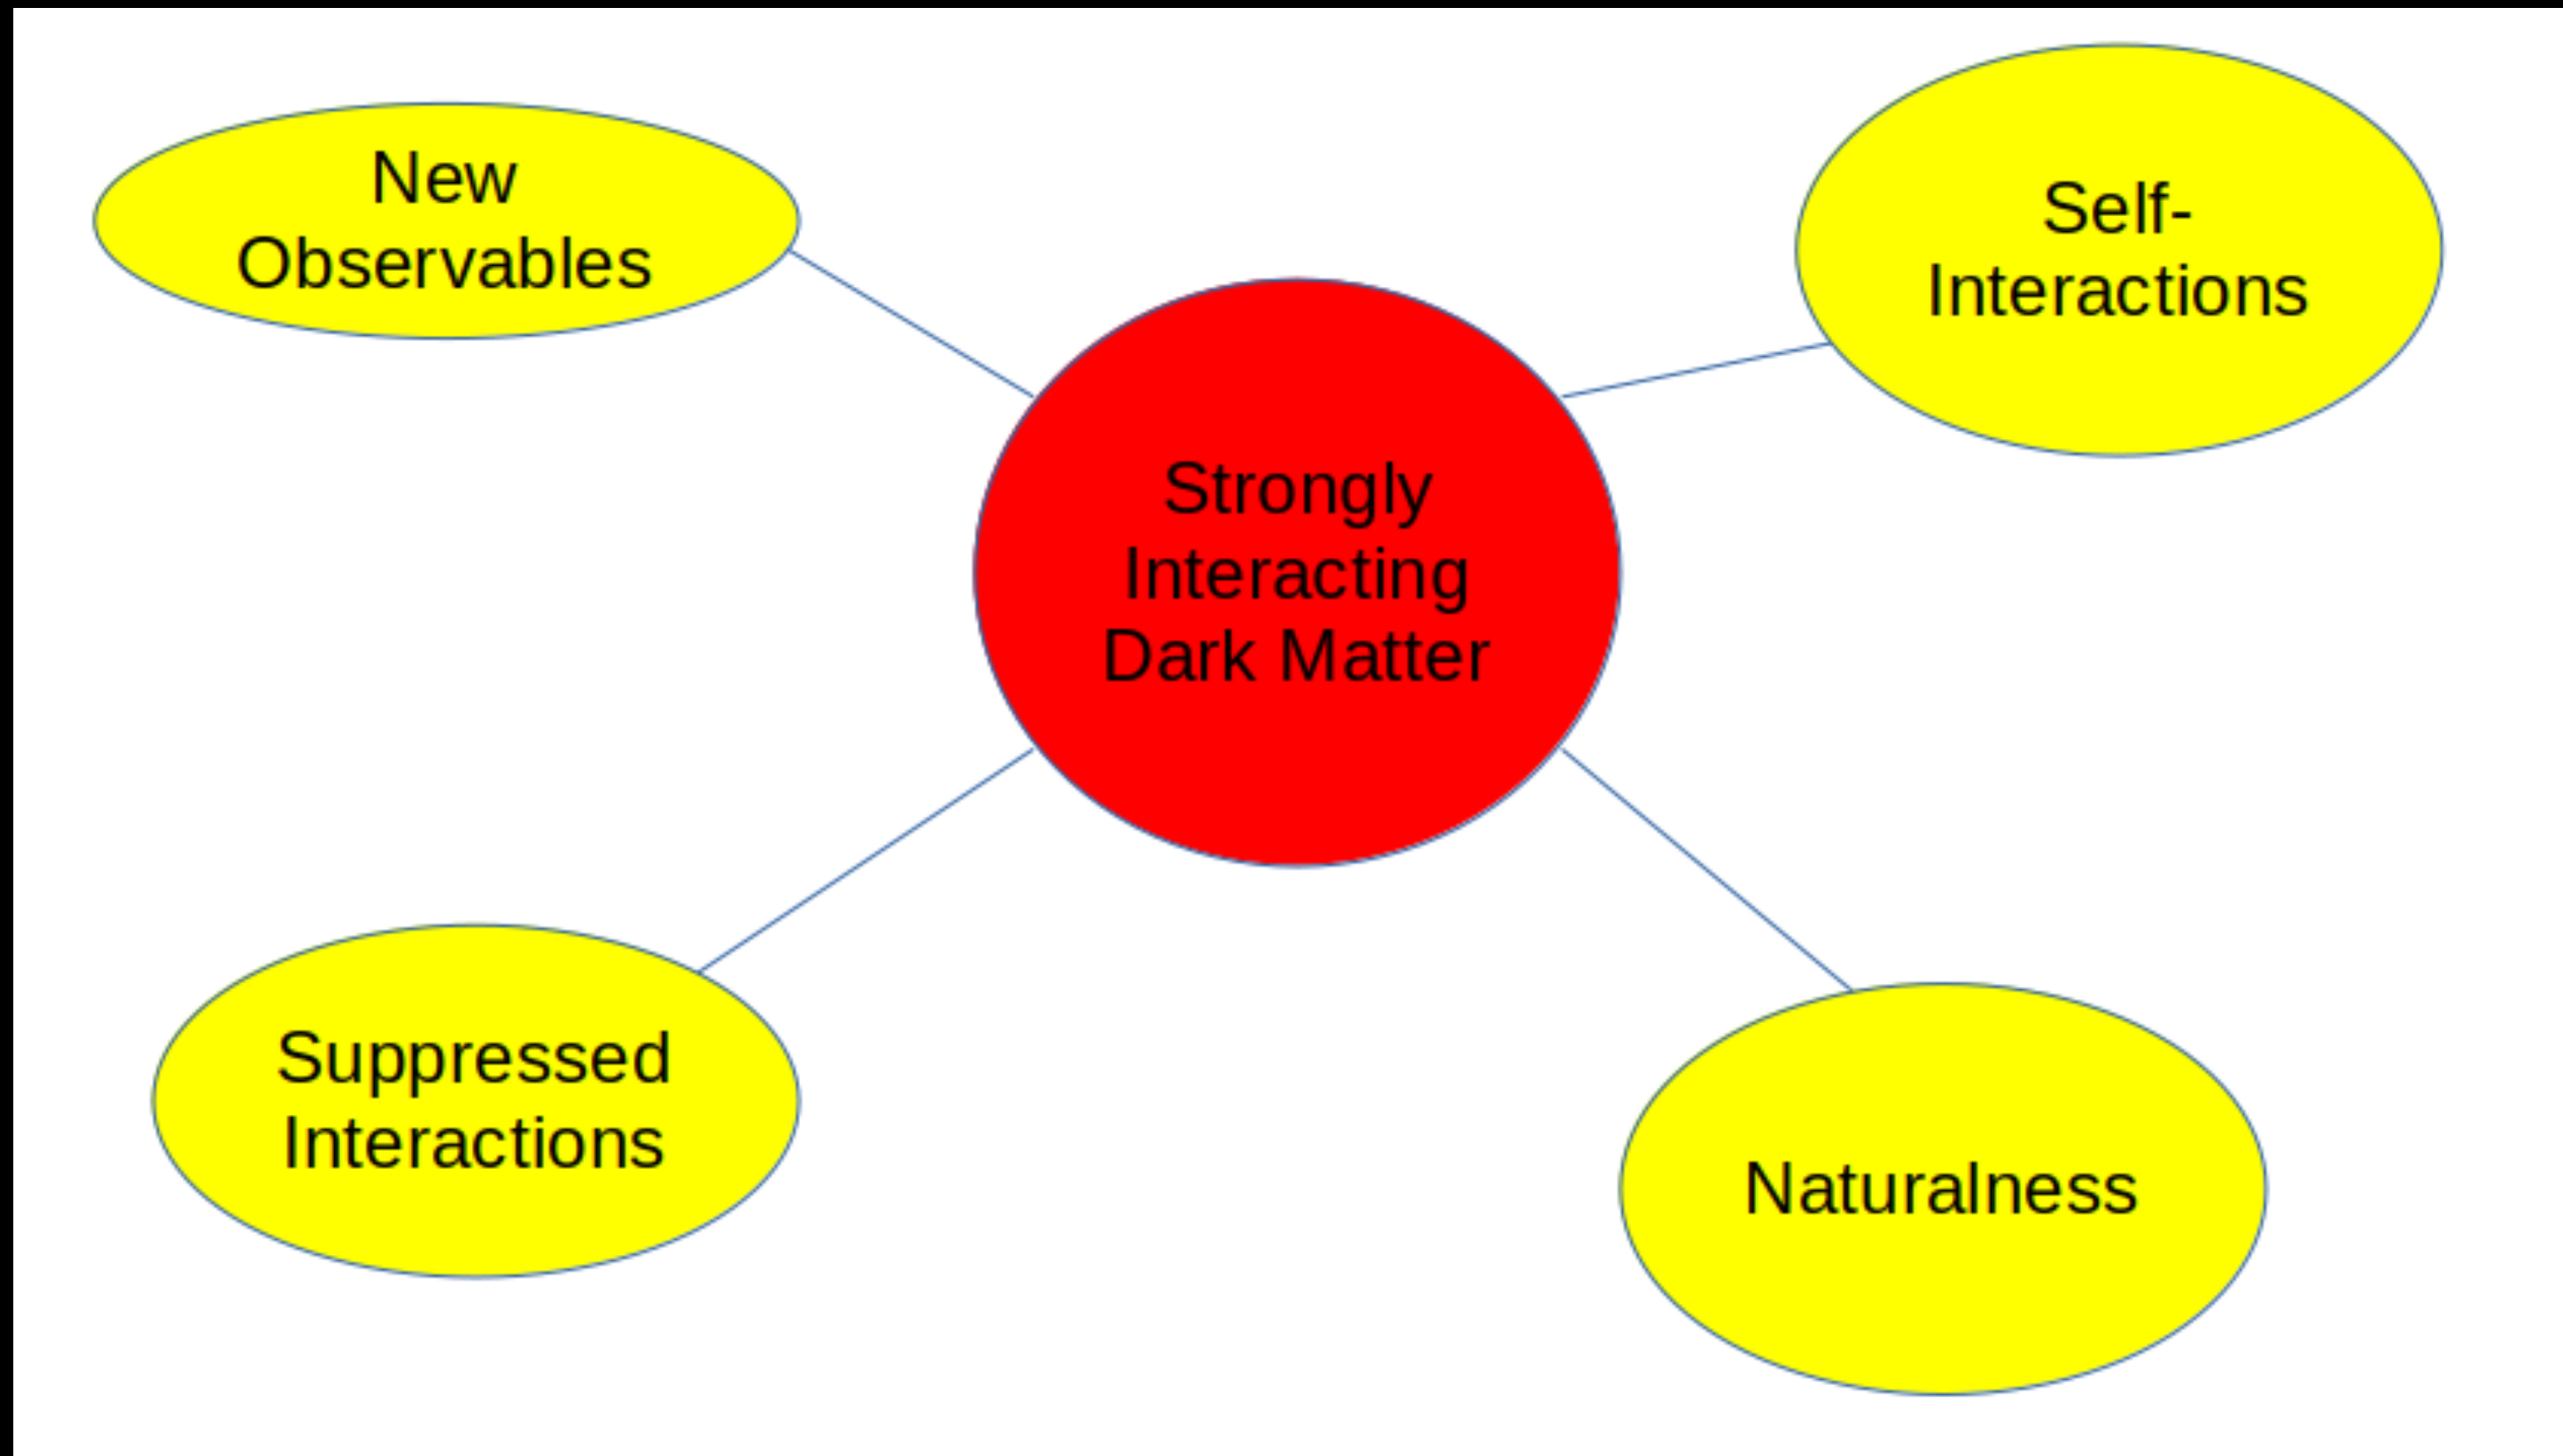 New
Observables
Self-
Interactions
Strongly
Interacting
Dark Matter
Suppressed
Interactions
Naturalness